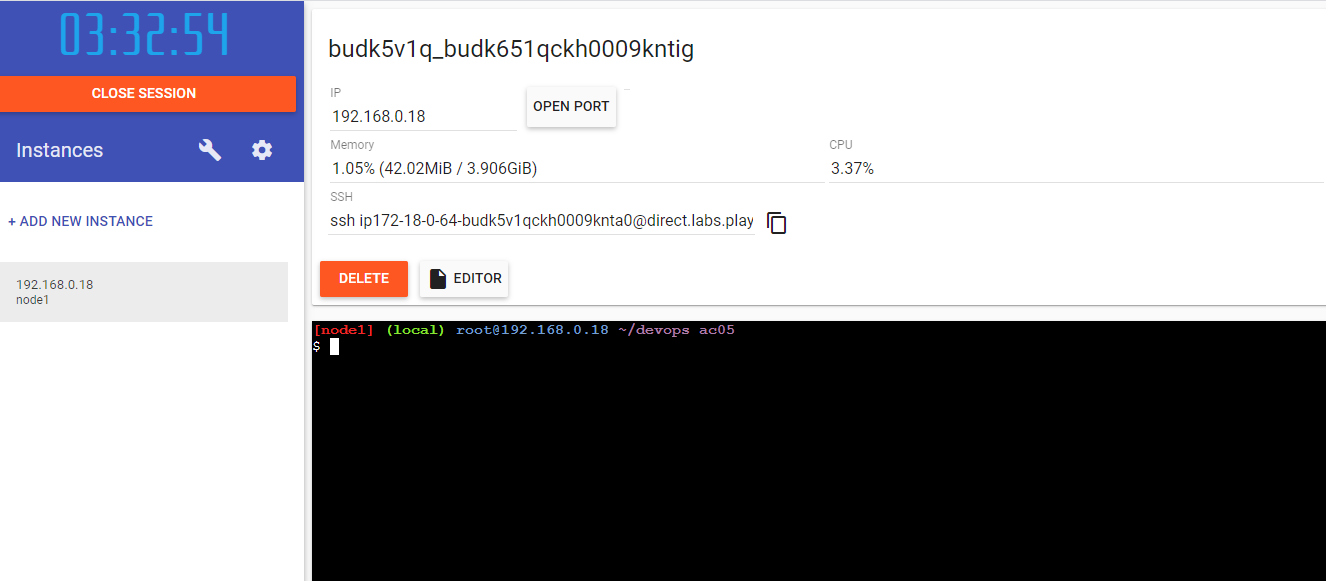 03:32:54
CLOSE SESSION
Instances
+ ADD NEW INSTANCE
192.168.0.18
node1
budk5v1q_budk651qckh0009kntig
IP
192.168.0.18
OPEN PORT
Memory
1.05% (42.02MiB / 3.906GiB)
CPU
3.37%
SSH
ssh ip172-18-0-64-budk5v1qckh0009knta0@direct.labs.play
DELETE
EDITOR
[node1] (local) root@192.168.0.18 ~/devops ac05
$